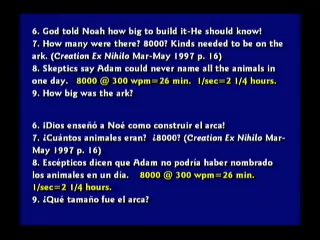 6. God told Noah how big to build it-He should know!
7. How many were there? 8000? Kinds needed to be on the
ark. (Creation Ex Nihilo Mar-May 1997 p. 16)
8. Skeptics say Adam could never name all the animals in
one day. 8000 @ 300 wpm=26 min. 1/sec=2 1/4 hours.
9. How big was the ark?
6. ¡Dios enseñó a Noé como construir el arca!
7. ¿Cuántos animales eran? ¿8000? (Creation Ex Nihilo Mar-
May 1997 p. 16)
8. Escépticos dicen que Adam no podría haber nombrado
los animales en un día. 8000 @ 300 wpm=26 min.
1/sec=2 1/4 hours.
9. ¿Qué tamaño fue el arca?